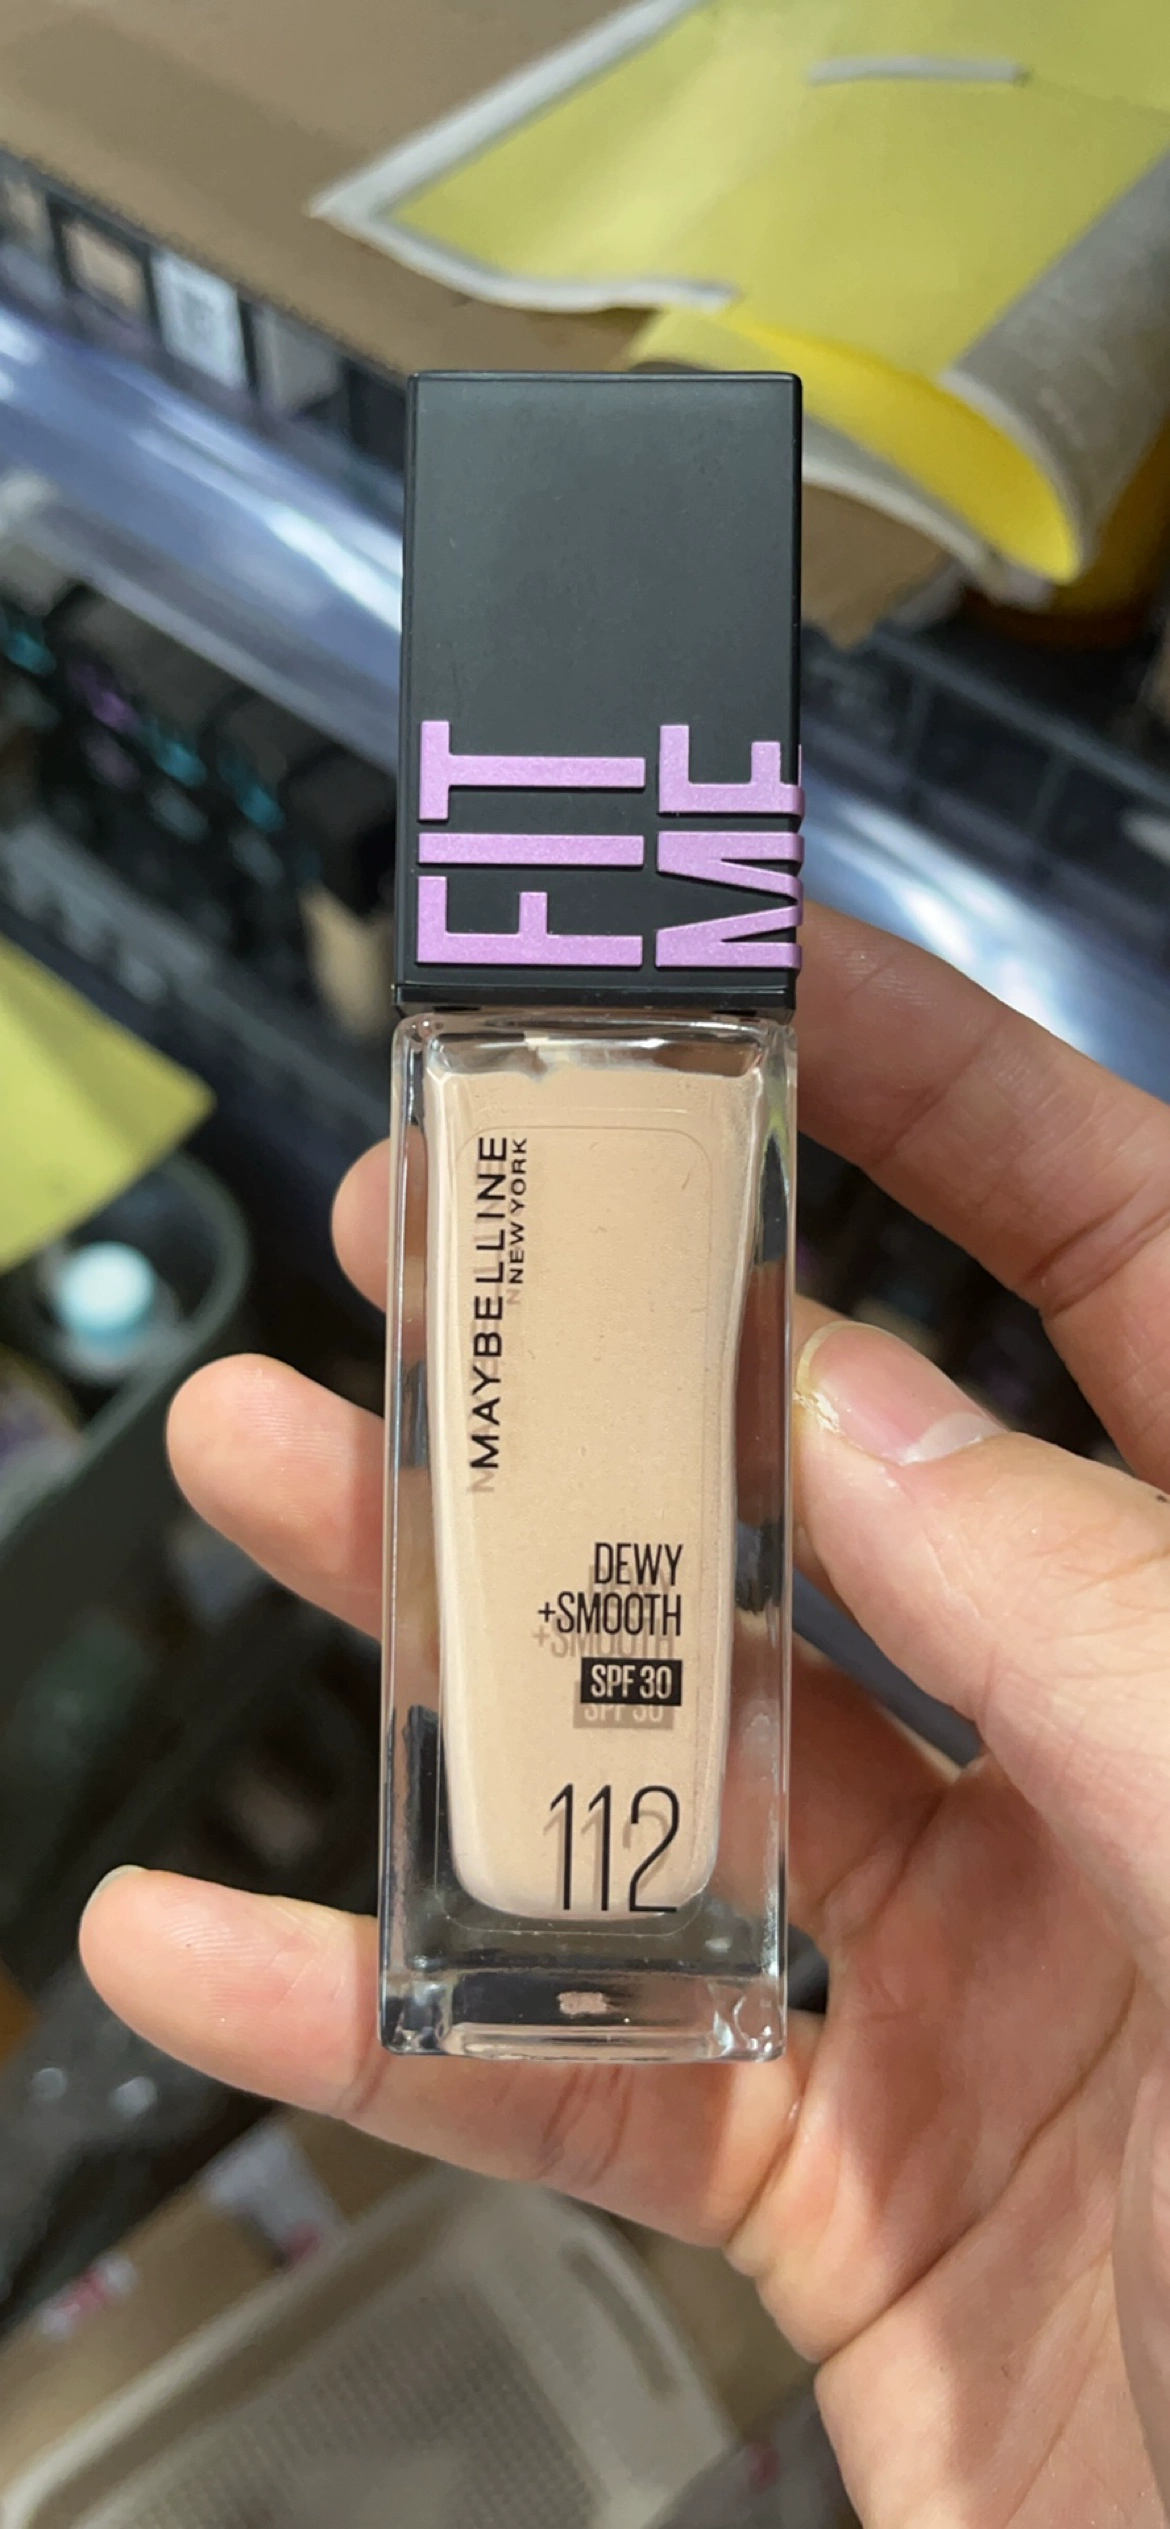 FIT
ME
MAYBELLINE
NEW YORK
DEWY
+SMOOTH
SPF 30
112